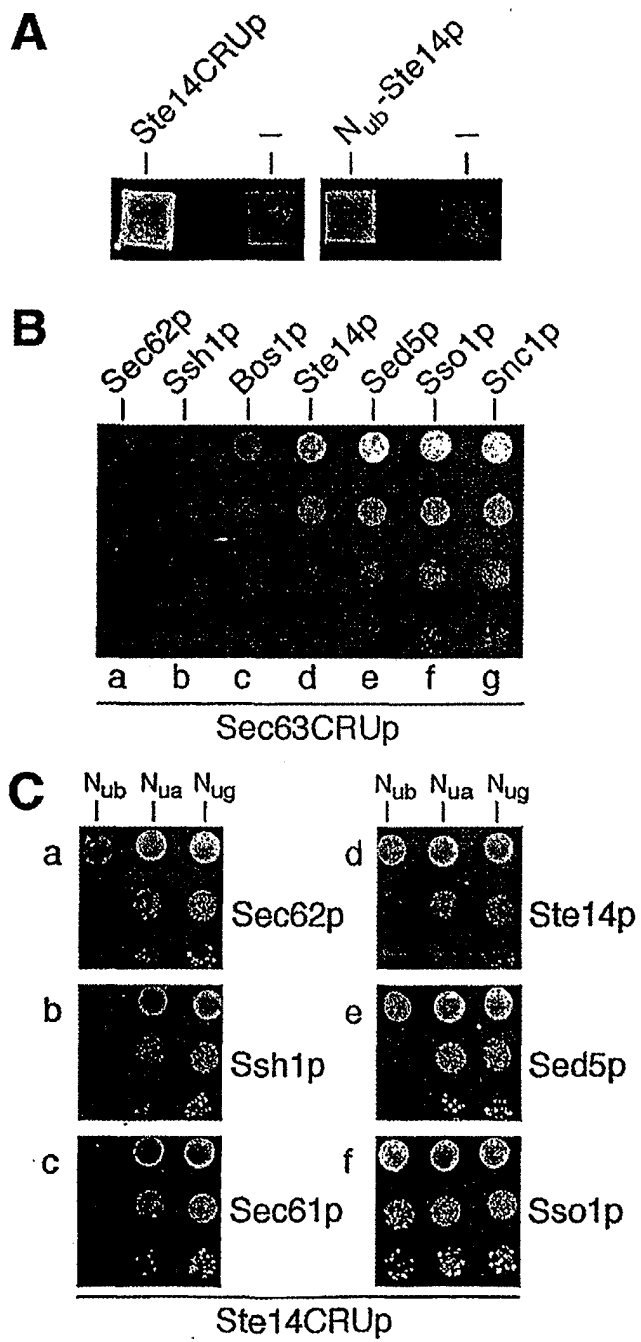 A
Ste14CRUp
–
Nub-Ste14p
–
B
Sec62p
Ssh1p
Bos1p
Ste14p
Sed5p
Sso1p
Snc1p
a b c d e f g
Sec63CRUp
C
Nub Nua Nug
Nub Nua Nug
a
Sec62p
d
Ste14p
b
Ssh1p
e
Sed5p
c
Sec61p
f
Sso1p
Ste14CRUp